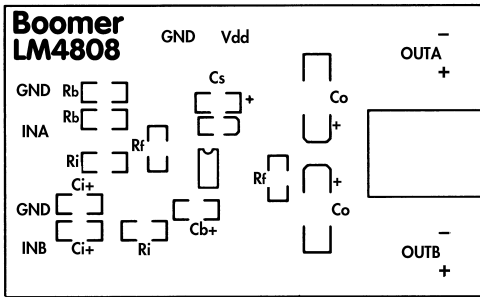 Boomer
LM4808
GND Vdd
OUTA
−
+
Cs
+
GND Rb
Rb
Co
INA
Rf
+
Ri
Ci+
Rf
+
GND
Co
Cb+
INB Ci+ Ri
OUTB
−
+